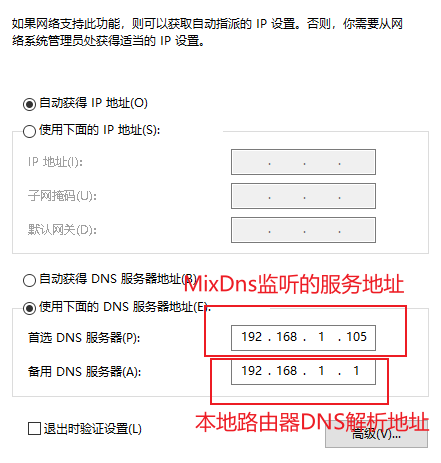 如果网络支持此功能，则可以获取自动指派的 IP 设置。否则，你需要从网
络系统管理员处获得适当的 IP 设置。
自动获得 IP 地址(O)
使用下面的 IP 地址(S):
IP 地址(I):
. . .
子网掩码(U):
. . .
默认网关(D):
. . .
自动获得 DNS 服务器地址(B)
MixDns监听的服务地址
使用下面的 DNS 服务器地址(E):
首选 DNS 服务器(P):
192 . 168 . 1 . 105
备用 DNS 服务器(A):
192 . 168 . 1 . 1
本地路由器DNS解析地址
退出时验证设置(L)
高级(V)...